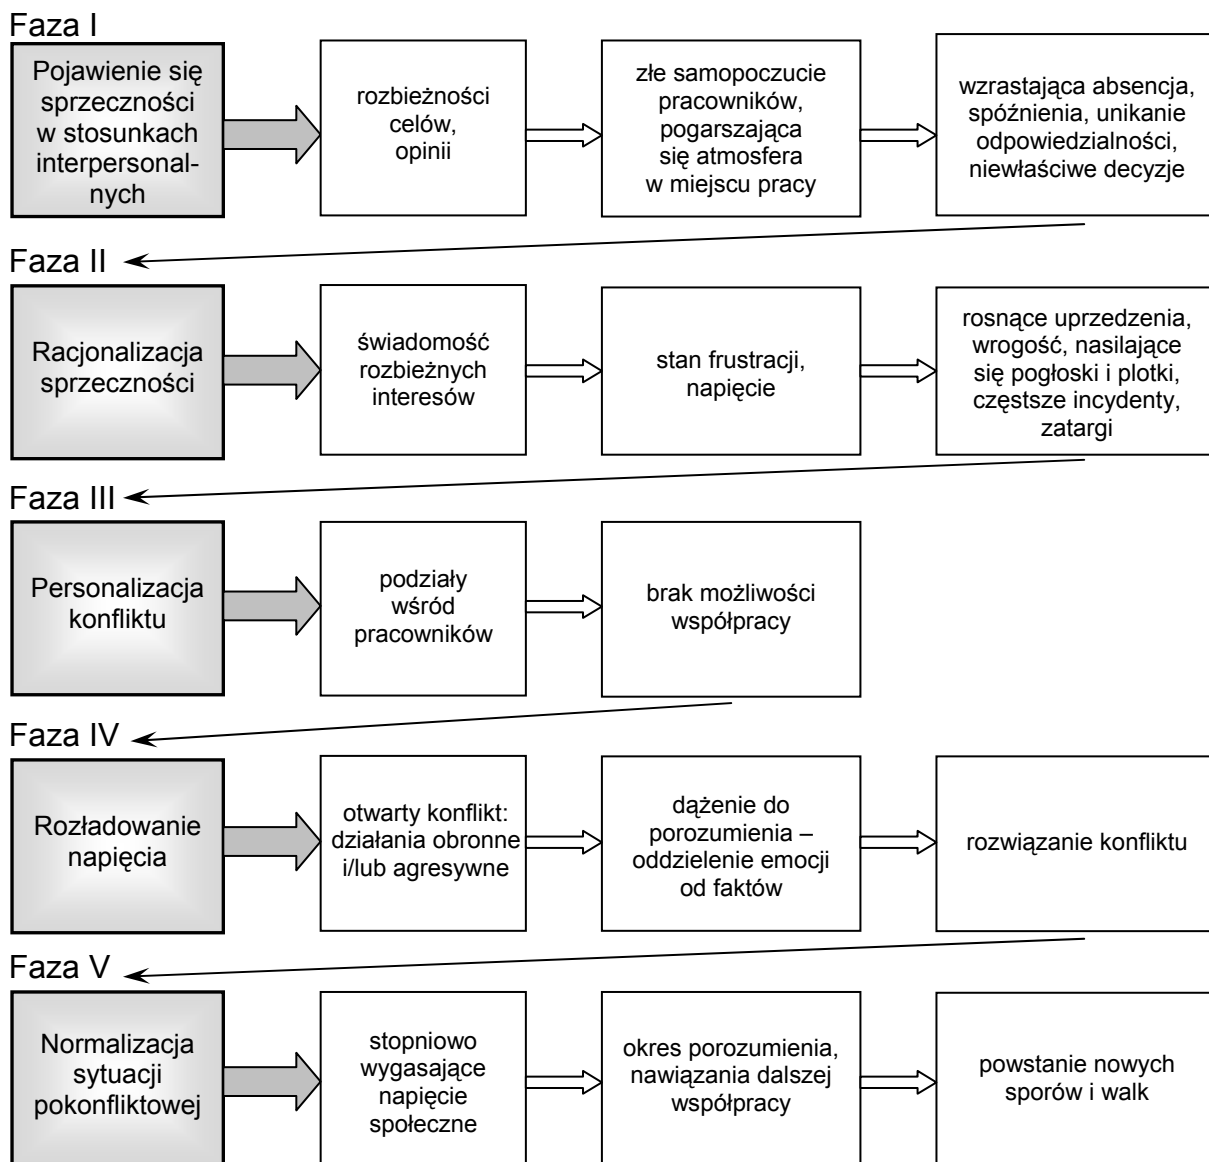 Faza I
Pojawienie się
sprzeczności
w stosunkach
interpersonal-
nych
rozbieżności
celów,
opinii
złe samopoczucie
pracowników,
pogarszająca
się atmosfera
w miejscu pracy
wzrastająca absencja,
spóźnienia, unikanie
odpowiedzialności,
niewłaściwe decyzje
Faza II
Racjonalizacja
sprzeczności
świadomość
rozbieżnych
interesów
stan frustracji,
napięcie
rosnące uprzedzenia,
wrogość, nasilające
się pogłoski i plotki,
częstsze incydenty,
zatargi
Faza III
Personalizacja
konfliktu
podziały
wśród
pracowników
brak możliwości
współpracy
Faza IV
Rozładowanie
napięcia
otwarty konflikt:
działania obronne
i/lub agresywne
dążenie do
porozumienia –
oddzielenie emocji
od faktów
rozwiązanie konfliktu
Faza V
Normalizacja
sytuacji
pokonfliktowej
stopniowo
wygasające
napięcie
społeczne
okres porozumienia,
nawiązania dalszej
współpracy
powstanie nowych
sporów i walk